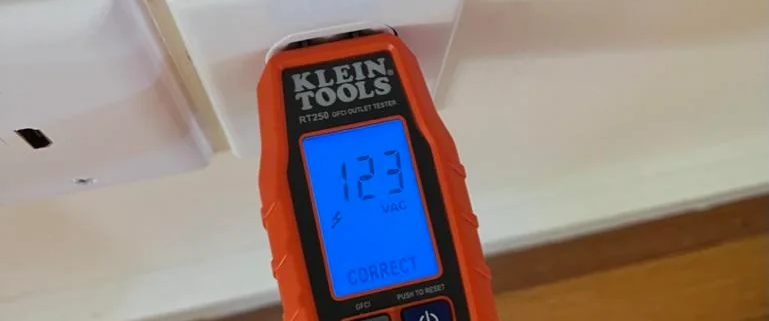 KLEIN
TOOLS®
RT250 GFCI OUTLET TESTER
123
VAC
CORRECT
GFCI PUSH TO RESET